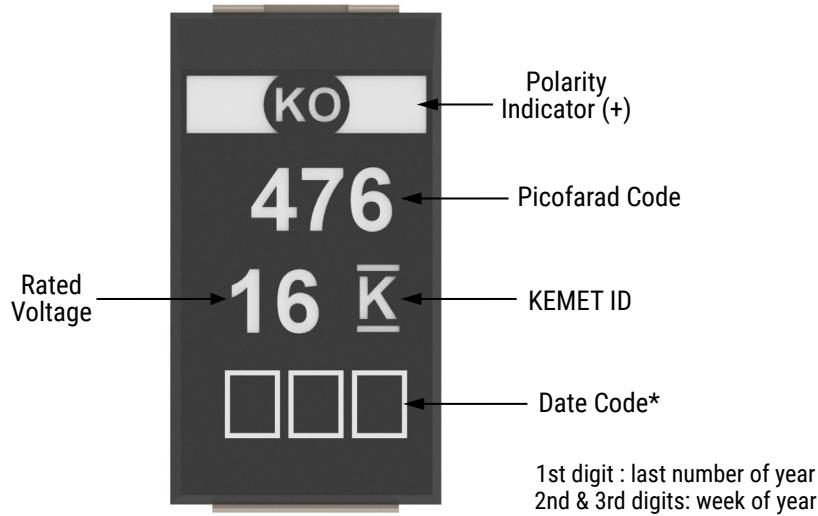 KO
Polarity
Indicator (+)
476
Picofarad Code
Rated
Voltage
16 K
KEMET ID
Date Code*
1st digit : last number of year
2nd & 3rd digits: week of year